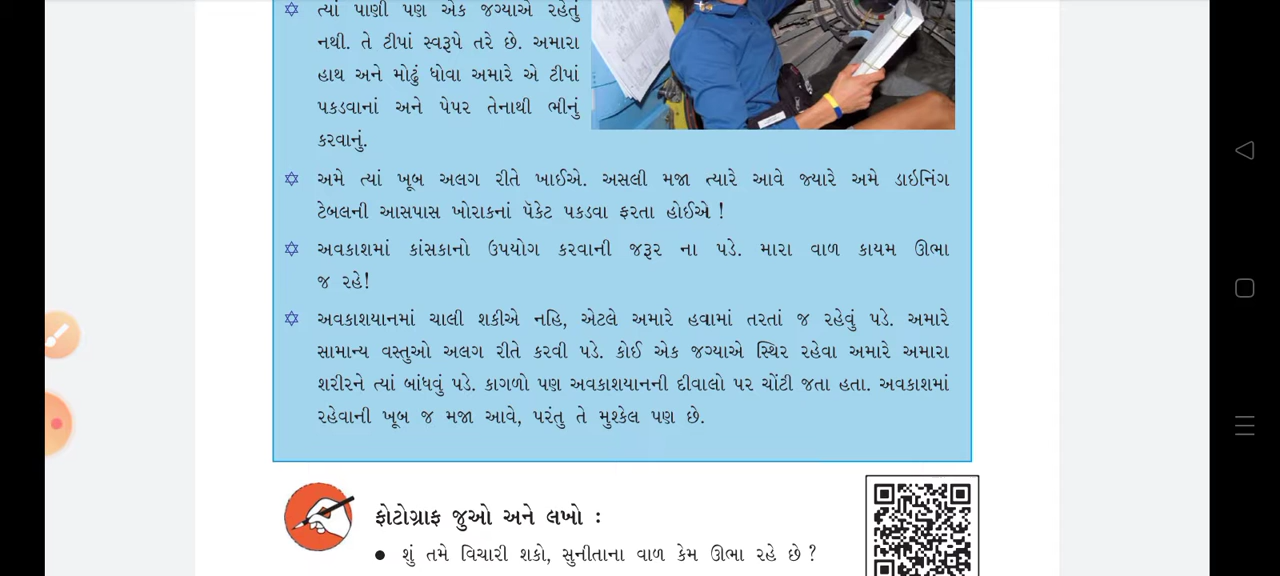 ત્યાં પાણી પણ એક જગ્યાએ રહેતું
નથી. તે ટીપાં સ્વરૂપે તરે છે. અમારા
હાથ અને મોઢું ધોવા અમારે એ ટીપાં
પકડવાનાં અને પેપર તેનાથી ભીનું
કરવાનું.
અમે ત્યાં ખૂબ અલગ રીતે ખાઈએ. અસલી મજા ત્યારે આવે જ્યારે અમે ડાઇનિંગ
ટેબલની આસપાસ ખોરાકનાં પૅકેટ પકડવા ફરતા હોઈએ !
અવકાશમાં કાંસકાનો ઉપયોગ કરવાની જરૂર ના પડે. મારા વાળ કાયમ ઊભા
જ રહે!
અવકાશયાનમાં ચાલી શકીએ નહિ, એટલે અમારે હવામાં તરતાં જ રહેવું પડે. અમારે
સામાન્ય વસ્તુઓ અલગ રીતે કરવી પડે. કોઈ એક જગ્યાએ સ્થિર રહેવા અમારે અમારા
શરીરને ત્યાં બાંધવું પડે. કાગળો પણ અવકાશયાનની દીવાલો પર ચોંટી જતા હતા. અવકાશમાં
રહેવાની ખૂબ જ મજા આવે, પરંતુ તે મુશ્કેલ પણ છે.
ફોટોગ્રાફ જુઓ અને લખો :
● શું તમે વિચારી શકો, સુનીતાના વાળ કેમ ઊભા રહે છે ?